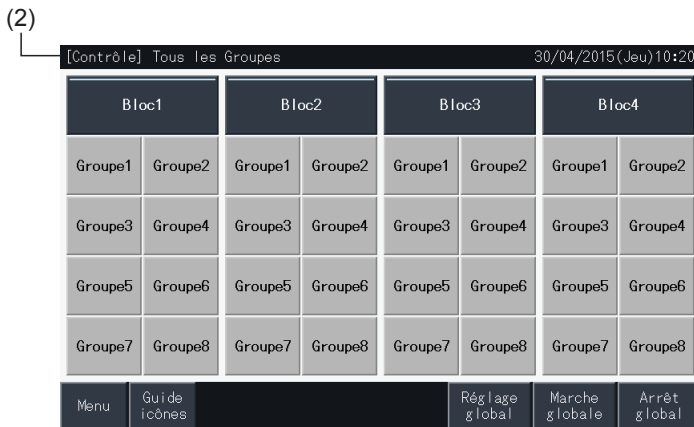 (2)
[Contrôle] Tous les Groupes 30/04/2015(Jeu)10:20
Bloc1 Bloc2 Bloc3 Bloc4
Groupe1 Groupe2 Groupe1 Groupe2 Groupe1 Groupe2 Groupe1 Groupe2
Groupe3 Groupe4 Groupe3 Groupe4 Groupe3 Groupe4 Groupe3 Groupe4
Groupe5 Groupe6 Groupe5 Groupe6 Groupe5 Groupe6 Groupe5 Groupe6
Groupe7 Groupe8 Groupe7 Groupe8 Groupe7 Groupe8 Groupe7 Groupe8
Menu
Guide
icônes
Réglage
global
Marche
globale
Arrêt
global